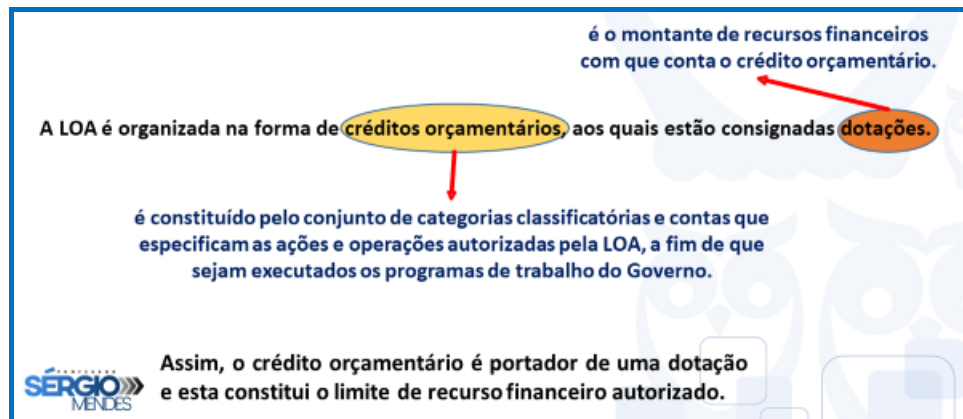 é o montante de recursos financeiros
com que conta o crédito orçamentário.
A LOA é organizada na forma de créditos orçamentários, aos quais estão consignadas dotações.
é constituído pelo conjunto de categorias classificatórias e contas que
especificam as ações e operações autorizadas pela LOA, a fim de que
sejam executados os programas de trabalho do Governo.
Assim, o crédito orçamentário é portador de uma dotação
e esta constitui o limite de recurso financeiro autorizado.
PROFESSOR
SÉRGIO
MENDES